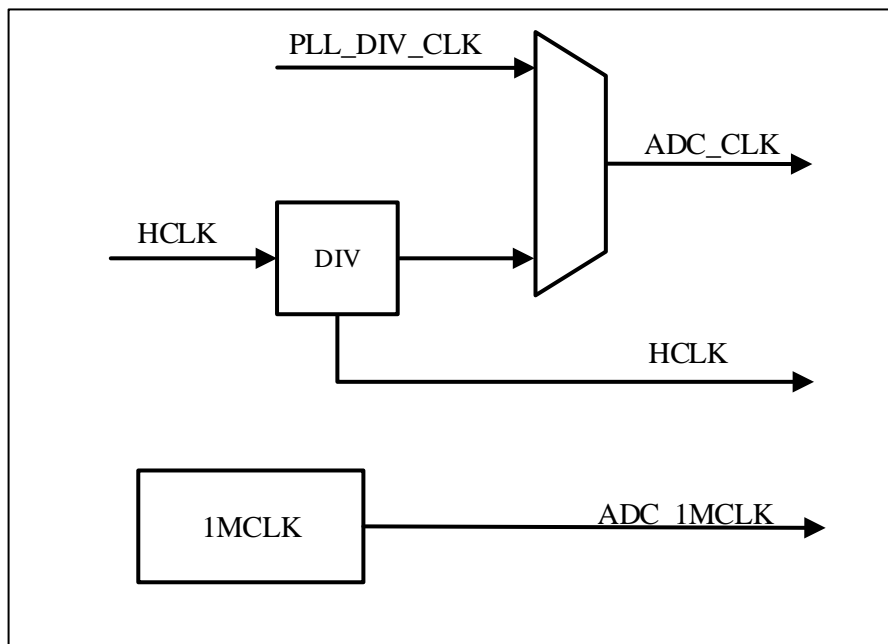 PLL_DIV_CLK
ADC_CLK
HCLK
DIV
HCLK
1MCLK
ADC_1MCLK